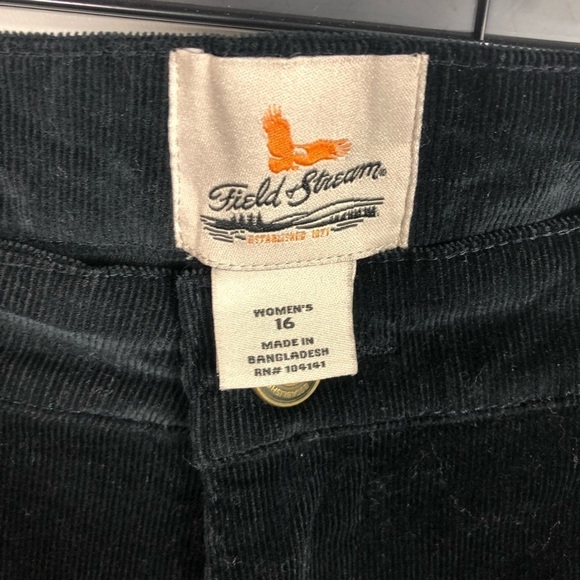 Field & Stream®
ESTABLISHED 1871
WOMEN'S
16
MADE IN
BANGLADESH
RN# 104141